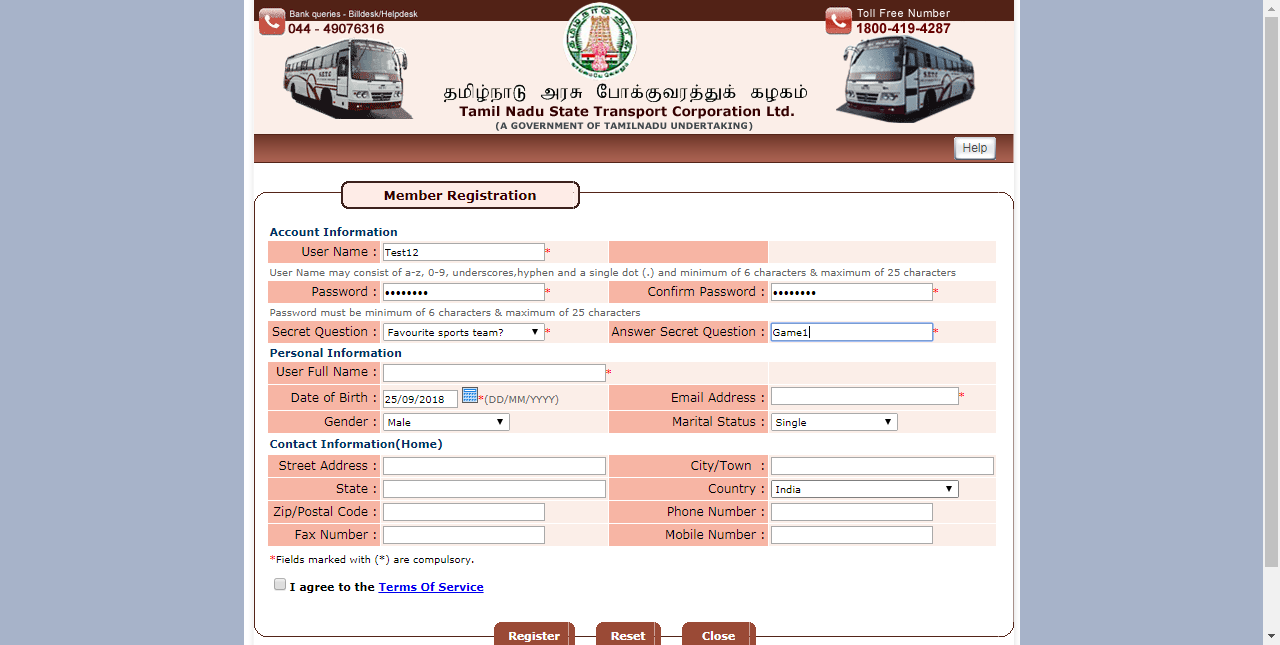 Bank queries - Billdesk/Helpdesk
044 - 49076316
Toll Free Number
1800-419-4287
தமிழ்நாடு அரசு போக்குவரத்துக் கழகம்
Tamil Nadu State Transport Corporation Ltd.
(A GOVERNMENT OF TAMILNADU UNDERTAKING)
Help
Member Registration
Account Information
User Name : Test12 *
User Name may consist of a-z, 0-9, underscores,hyphen and a single dot (.) and minimum of 6 characters & maximum of 25 characters
Password : •••••••• * Confirm Password : •••••••• *
Password must be minimum of 6 characters & maximum of 25 characters
Secret Question : Favourite sports team? * Answer Secret Question : Game1 *
Personal Information
User Full Name : *
Date of Birth : 25/09/2018 *(DD/MM/YYYY) Email Address : *
Gender : Male Marital Status : Single
Contact Information(Home)
Street Address : City/Town :
State : Country : India
Zip/Postal Code : Phone Number :
Fax Number : Mobile Number :
*Fields marked with (*) are compulsory.
I agree to the Terms Of Service
Register Reset Close